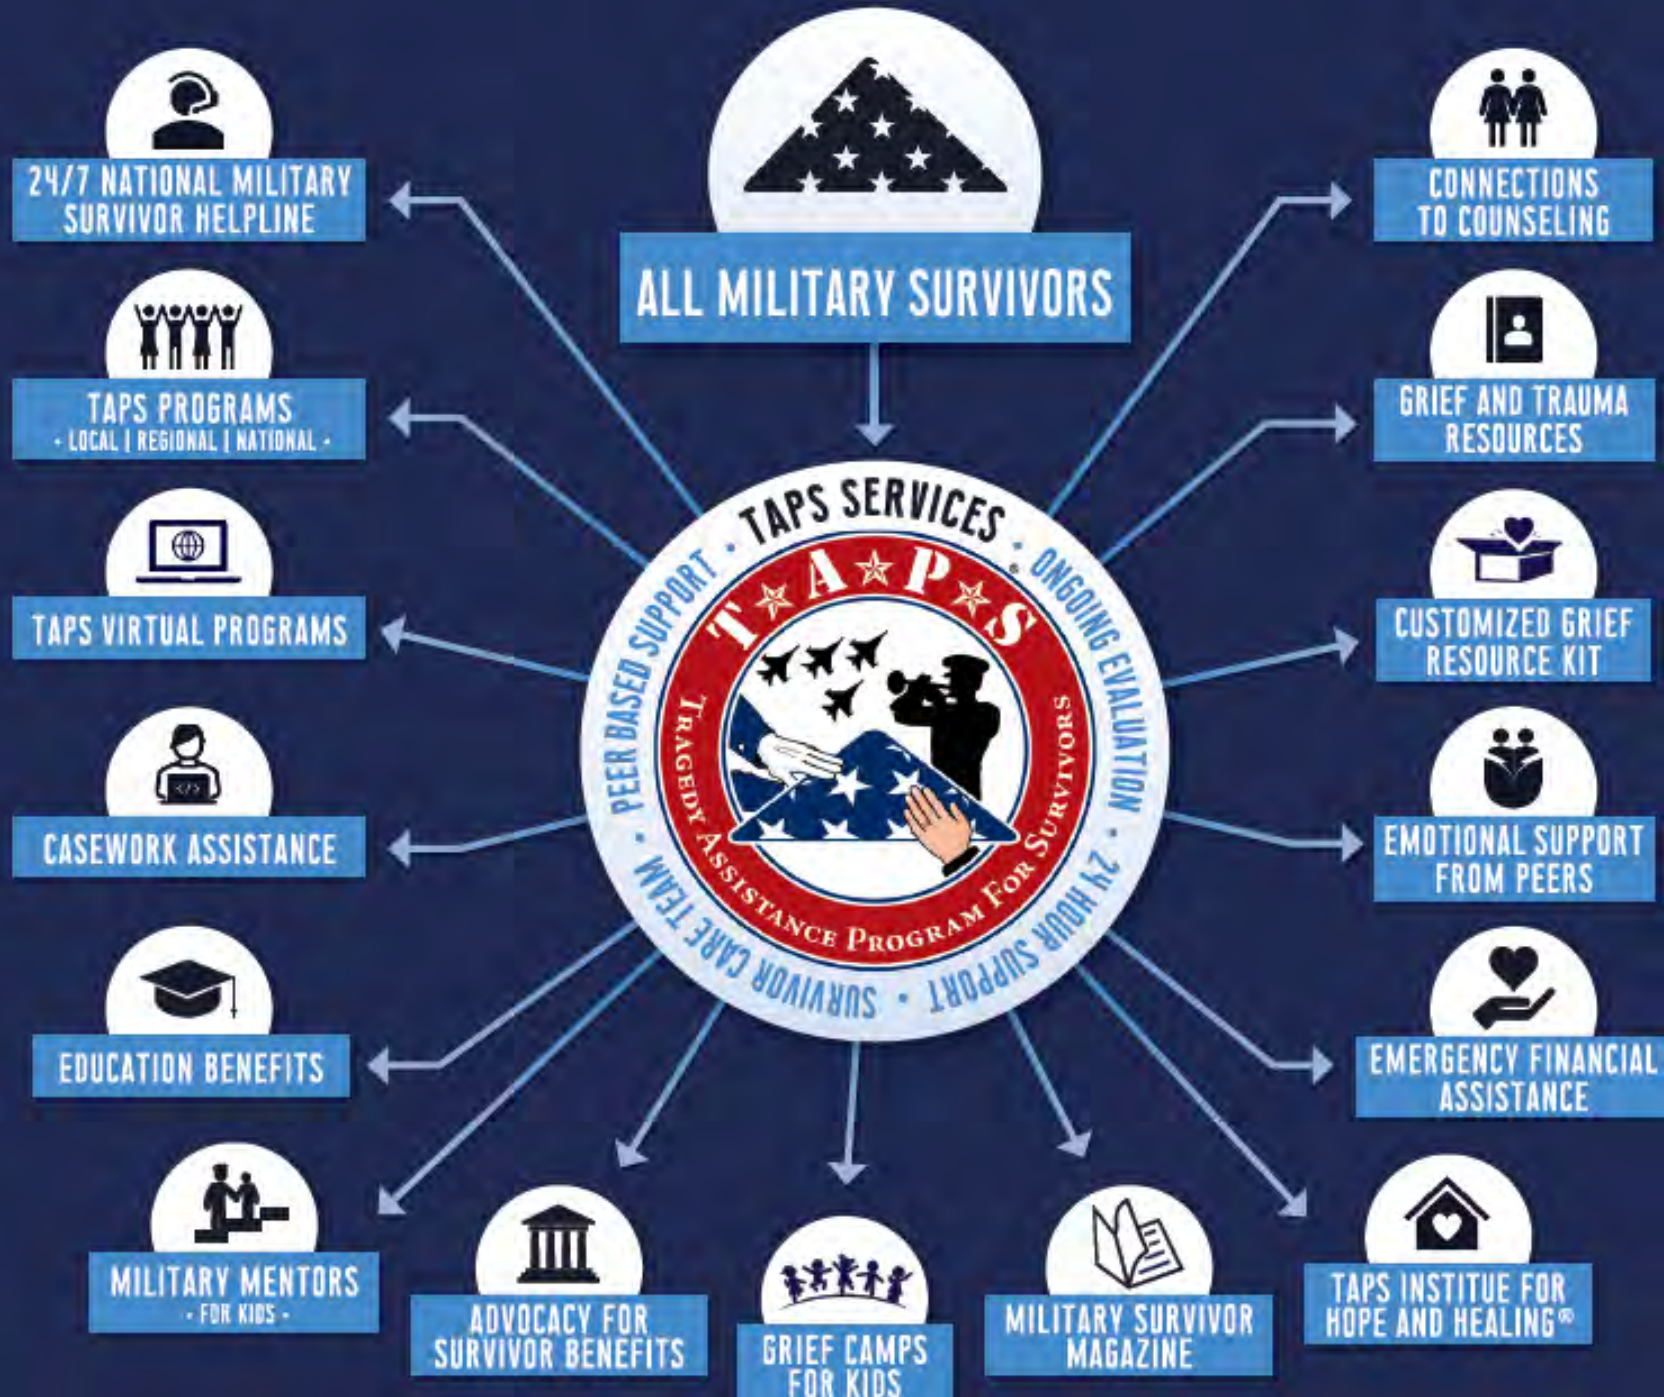 ALL MILITARY SURVIVORS
24/7 NATIONAL MILITARY
SURVIVOR HELPLINE
TAPS PROGRAMS
• LOCAL | REGIONAL | NATIONAL •
TAPS VIRTUAL PROGRAMS
CASEWORK ASSISTANCE
EDUCATION BENEFITS
MILITARY MENTORS
• FOR KIDS •
ADVOCACY FOR
SURVIVOR BENEFITS
GRIEF CAMPS
FOR KIDS
MILITARY SURVIVOR
MAGAZINE
TAPS INSTITUE FOR
HOPE AND HEALING®
EMERGENCY FINANCIAL
ASSISTANCE
EMOTIONAL SUPPORT
FROM PEERS
CUSTOMIZED GRIEF
RESOURCE KIT
GRIEF AND TRAUMA
RESOURCES
CONNECTIONS
TO COUNSELING
TAPS SERVICES • ONGOING EVALUATION • 24 HOUR SUPPORT • SURVIVOR CARE TEAM • PEER BASED SUPPORT •
T★A★P★S®
TRAGEDY ASSISTANCE PROGRAM FOR SURVIVORS